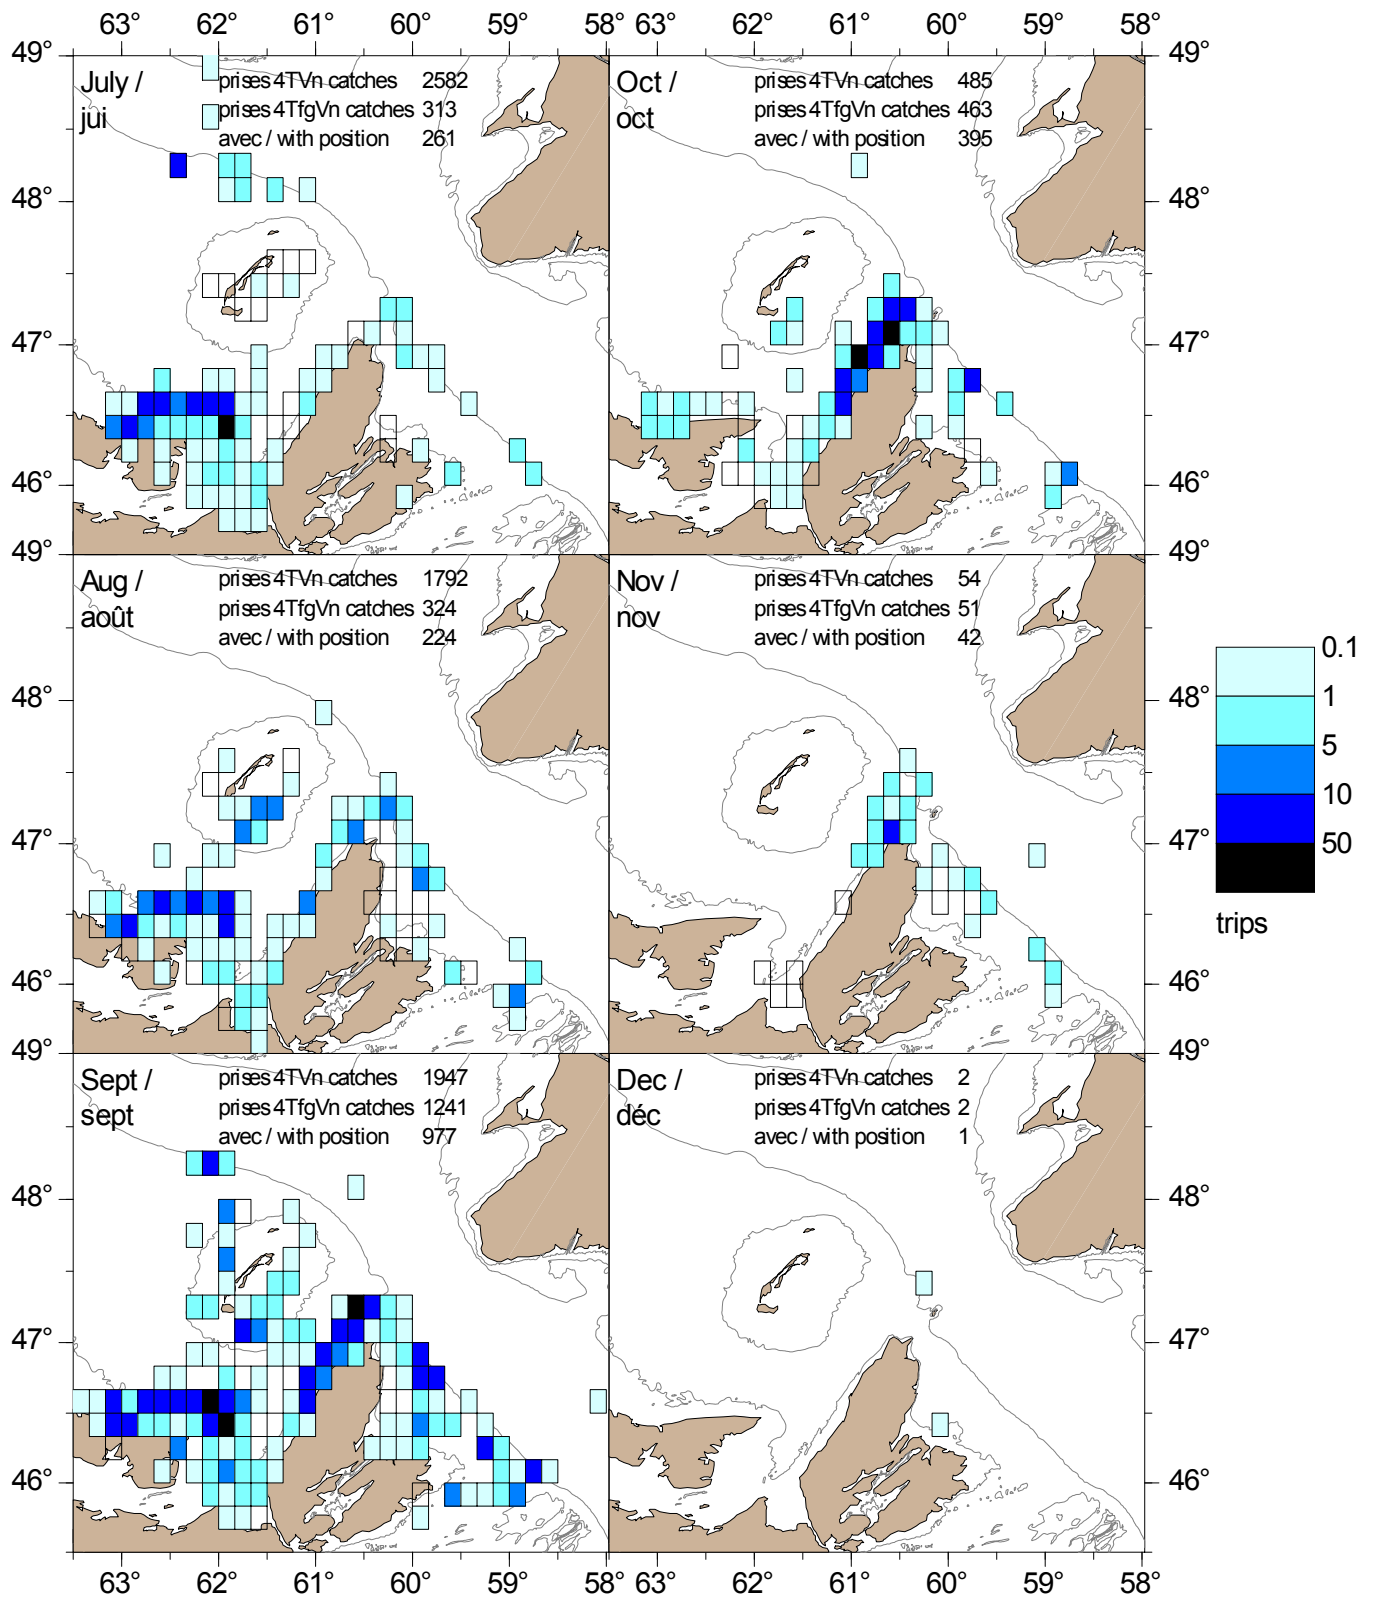 63° 62° 61° 60° 59° 58° 63° 62° 61° 60° 59° 58°
49° 49°
July / jui
prises 4TVn catches 2582
prises 4TfgVn catches 313
avec / with position 261
Oct / oct
prises 4TVn catches 485
prises 4TfgVn catches 463
avec / with position 395
48° 48°
47° 47°
46° 46°
49° 49°
Aug / août
prises 4TVn catches 1792
prises 4TfgVn catches 324
avec / with position 224
Nov / nov
prises 4TVn catches 54
prises 4TfgVn catches 51
avec / with position 42
48° 48°
47° 47°
46° 46°
49° 49°
0.1
1
5
10
50
trips
Sept / sept
prises 4TVn catches 1947
prises 4TfgVn catches 1241
avec / with position 977
Dec / déc
prises 4TVn catches 2
prises 4TfgVn catches 2
avec / with position 1
48° 48°
47° 47°
46° 46°
63° 62° 61° 60° 59° 58° 63° 62° 61° 60° 59° 58°